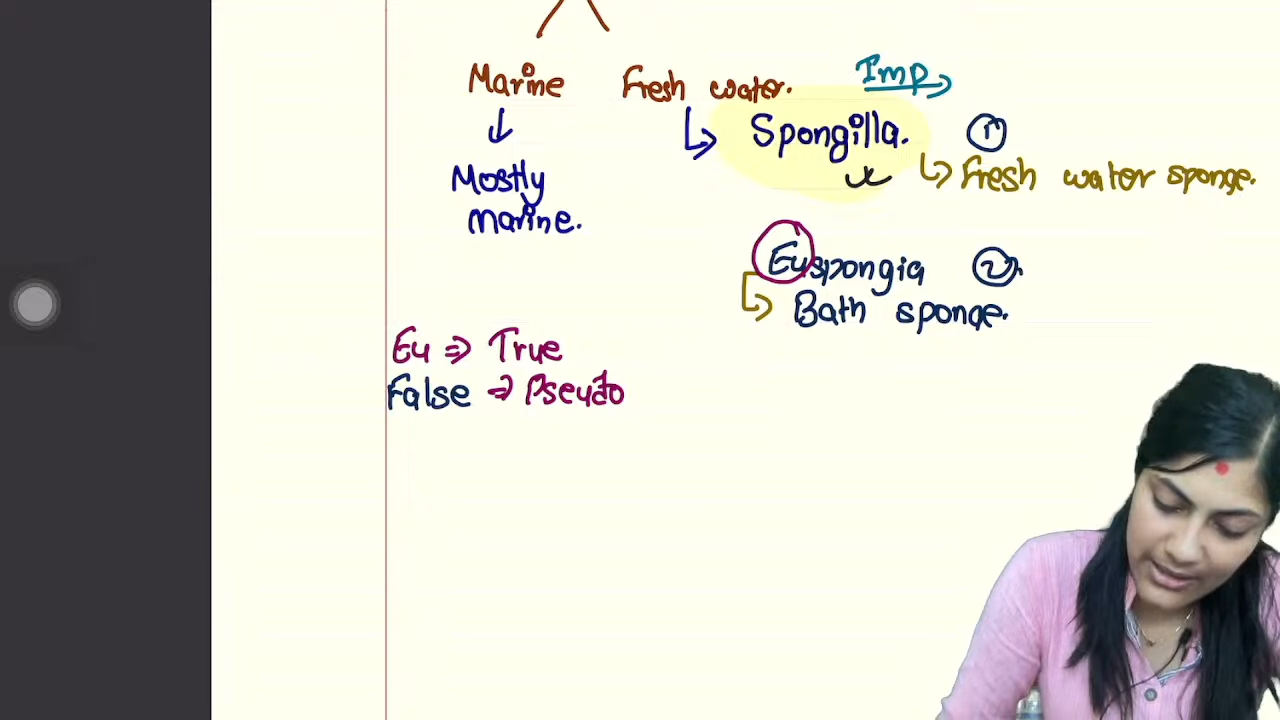 Marine Fresh water. Imp
Spongilla. 1
Mostly
marine.
Fresh water sponge.
Euspongia 2
Bath sponge.
Eu ⇒ True
False ⇒ Pseudo